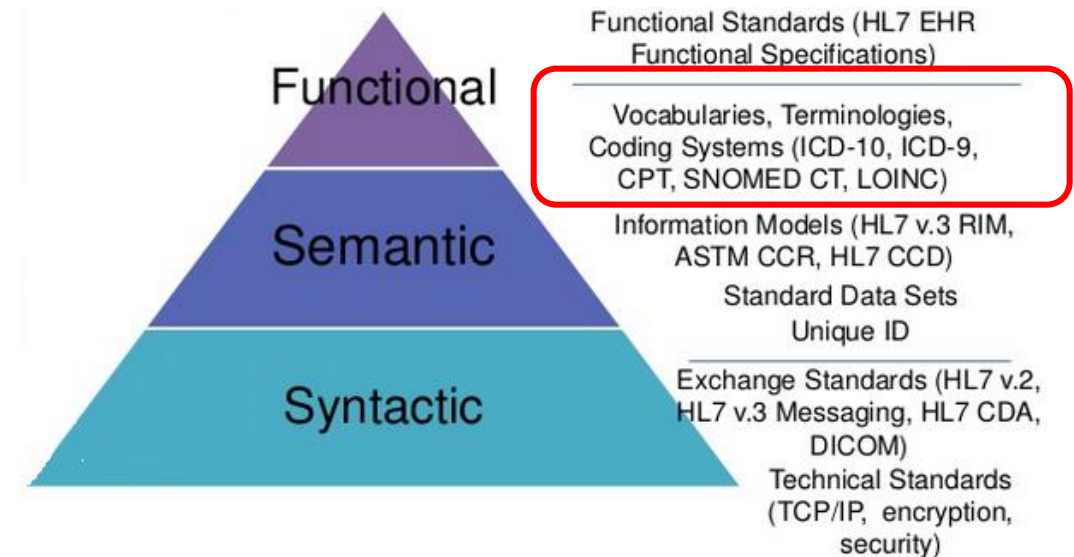 Functional Standards (HL7 EHR
Functional Specifications)
Functional
Vocabularies, Terminologies,
Coding Systems (ICD-10, ICD-9,
CPT, SNOMED CT, LOINC)
Semantic
Information Models (HL7 v.3 RIM,
ASTM CCR, HL7 CCD)
Standard Data Sets
Unique ID
Syntactic
Exchange Standards (HL7 v.2,
HL7 v.3 Messaging, HL7 CDA,
DICOM)
Technical Standards
(TCP/IP, encryption,
security)